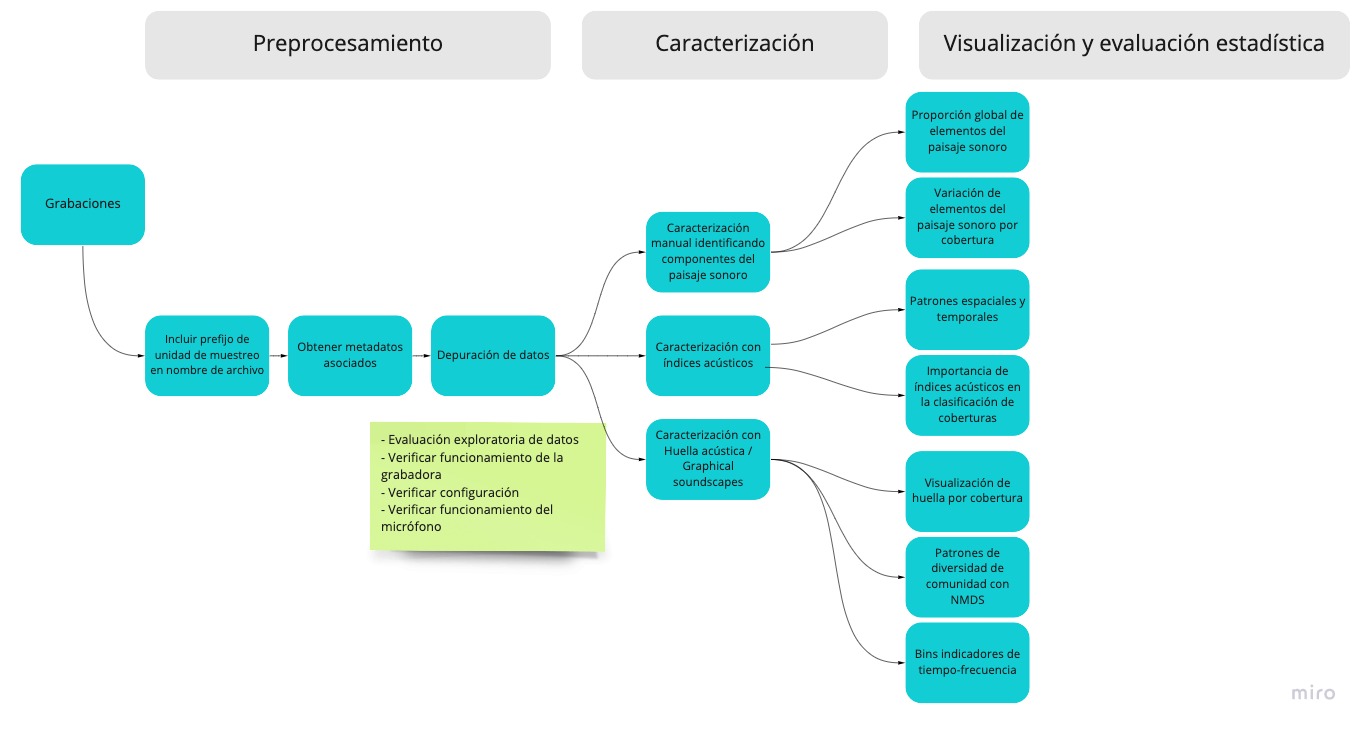 Preprocesamiento
Caracterización
Visualización y evaluación estadística
Grabaciones
Incluir prefijo de
unidad de muestreo
en nombre de archivo
Obtener metadatos
asociados
Depuración de datos
- Evaluación exploratoria de datos
- Verificar funcionamiento de la
grabadora
- Verificar configuración
- Verificar funcionamiento del
micrófono
Caracterización
manual identificando
componentes del
paisaje sonoro
Caracterización con
índices acústicos
Caracterización con
Huella acústica /
Graphical
soundscapes
Proporción global de
elementos del
paisaje sonoro
Variación de
elementos del
paisaje sonoro por
cobertura
Patrones espaciales y
temporales
Importancia de
índices acústicos en
la clasificación de
coberturas
Visualización de
huella por cobertura
Patrones de
diversidad de
comunidad con
NMDS
Bins indicadores de
tiempo-frecuencia
miro